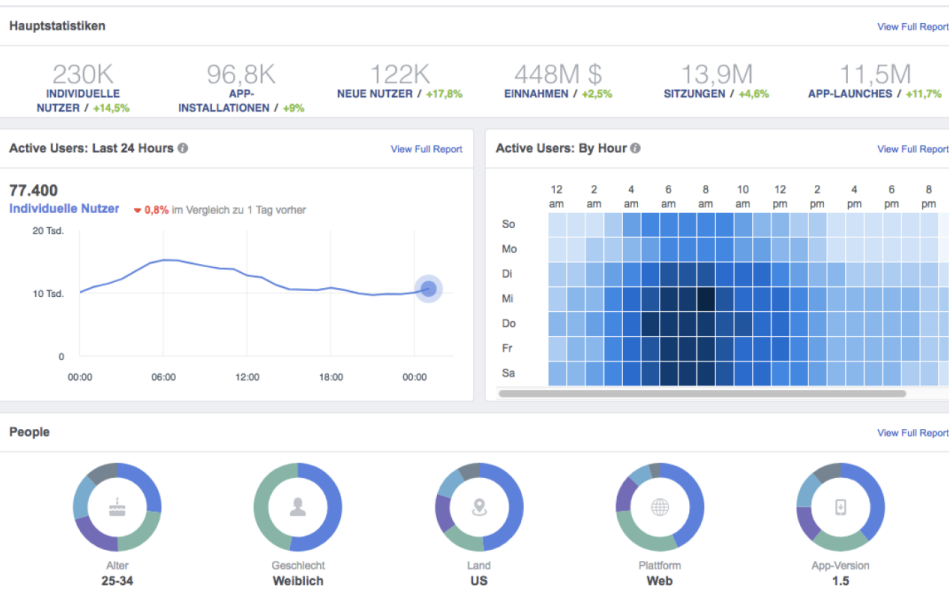 Hauptstatistiken
View Full Report
230K
INDIVIDUELLE
NUTZER / +14,5%
96,8K
APP-
INSTALLATIONEN / +9%
122K
NEUE NUTZER / +17,8%
448M $
EINNAHMEN / +2,5%
13,9M
SITZUNGEN / +4,6%
11,5M
APP-LAUNCHES / +11,7%
Active Users: Last 24 Hours
View Full Report
77.400
Individuelle Nutzer 0,8% im Vergleich zu 1 Tag vorher
20 Tsd.
10 Tsd.
0
00:00 06:00 12:00 18:00 00:00
Active Users: By Hour
View Full Report
12 2 4 6 8 10 12 2 4 6 8
am am am am am am pm pm pm pm pm
So
Mo
Di
Mi
Do
Fr
Sa
People
View Full Report
Alter
25-34
Geschlecht
Weiblich
Land
US
Plattform
Web
App-Version
1.5